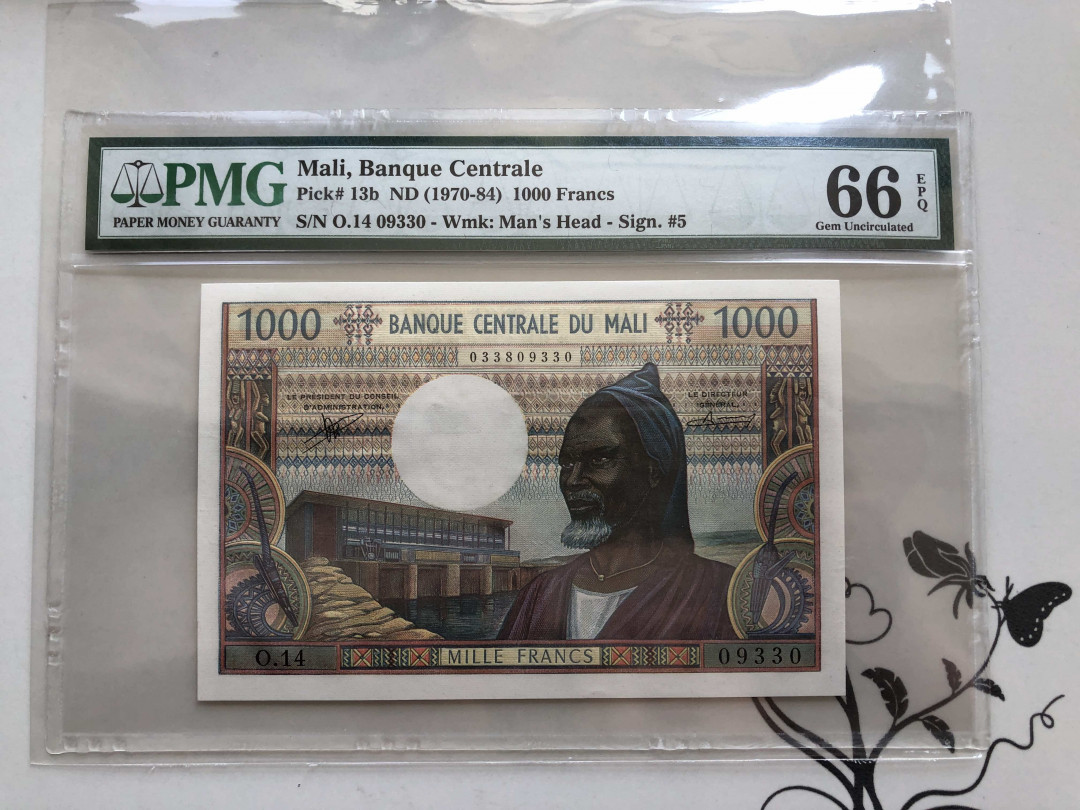 PMG
PAPER MONEY GUARANTY
Mali, Banque Centrale
Pick# 13b ND (1970-84) 1000 Francs
S/N O.14 09330 - Wmk: Man's Head - Sign. #5
66 EPQ
Gem Uncirculated
1000 BANQUE CENTRALE DU MALI 1000
033809330
LE PRÉSIDENT DU CONSEIL
D'ADMINISTRATION,
LE DIRECTEUR
GÉNÉRAL,
O.14 MILLE FRANCS 09330